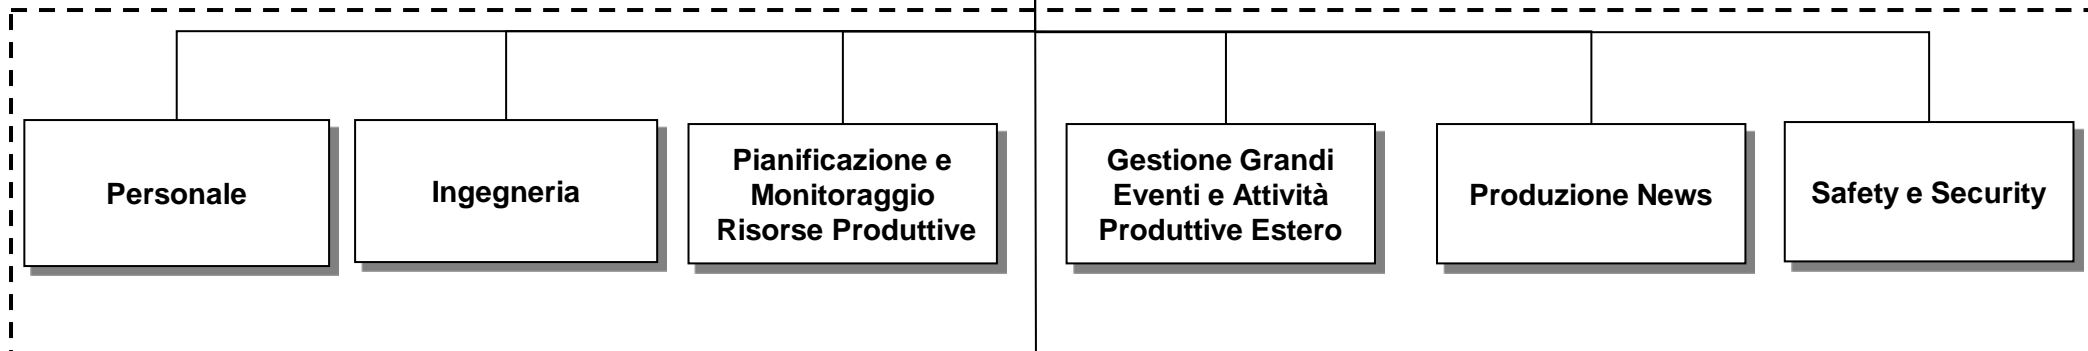 Personale
Ingegneria
Pianificazione e
Monitoraggio
Risorse Produttive
Gestione Grandi
Eventi e Attività
Produttive Estero
Produzione News
Safety e Security